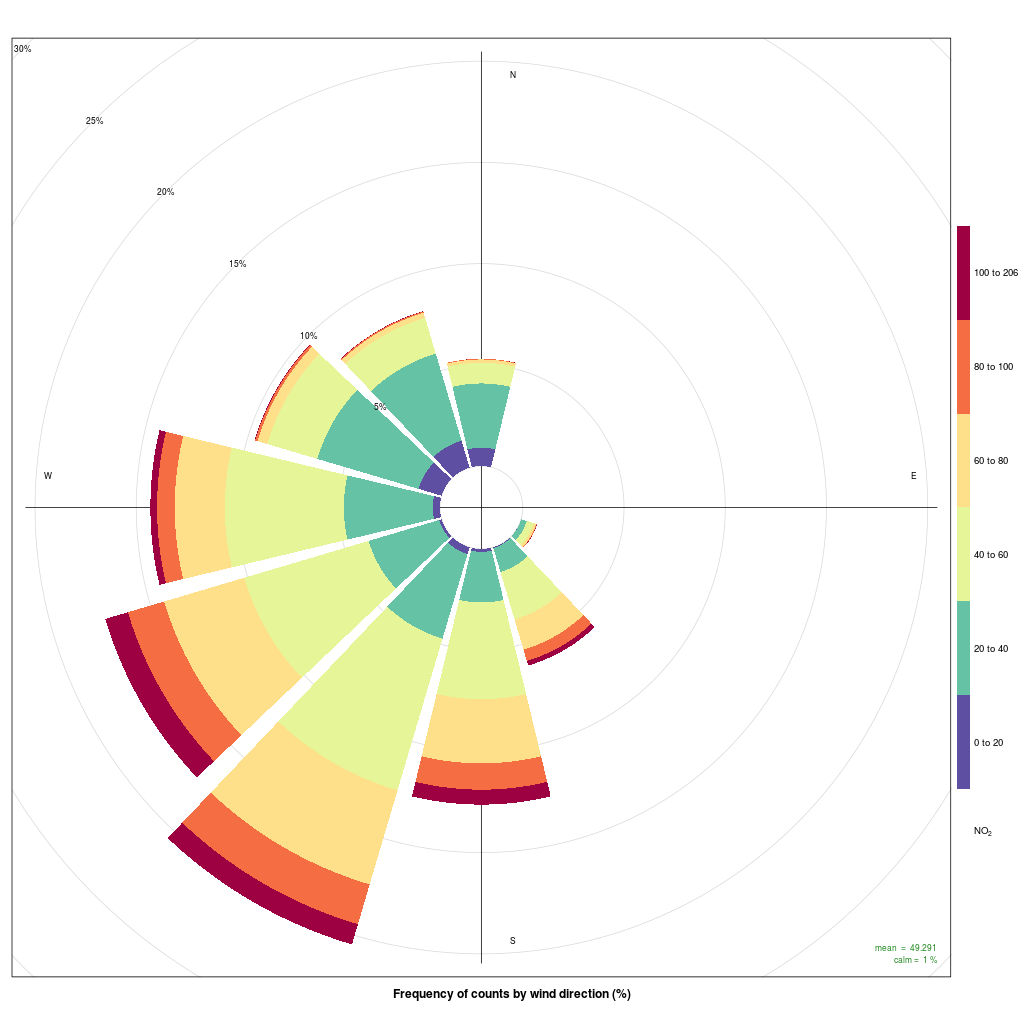 30%
N
25%
20%
15%
10%
5%
W
E
S
100 to 206
80 to 100
60 to 80
40 to 60
20 to 40
0 to 20
NO₂
mean = 49.291
calm = 1 %
Frequency of counts by wind direction (%)